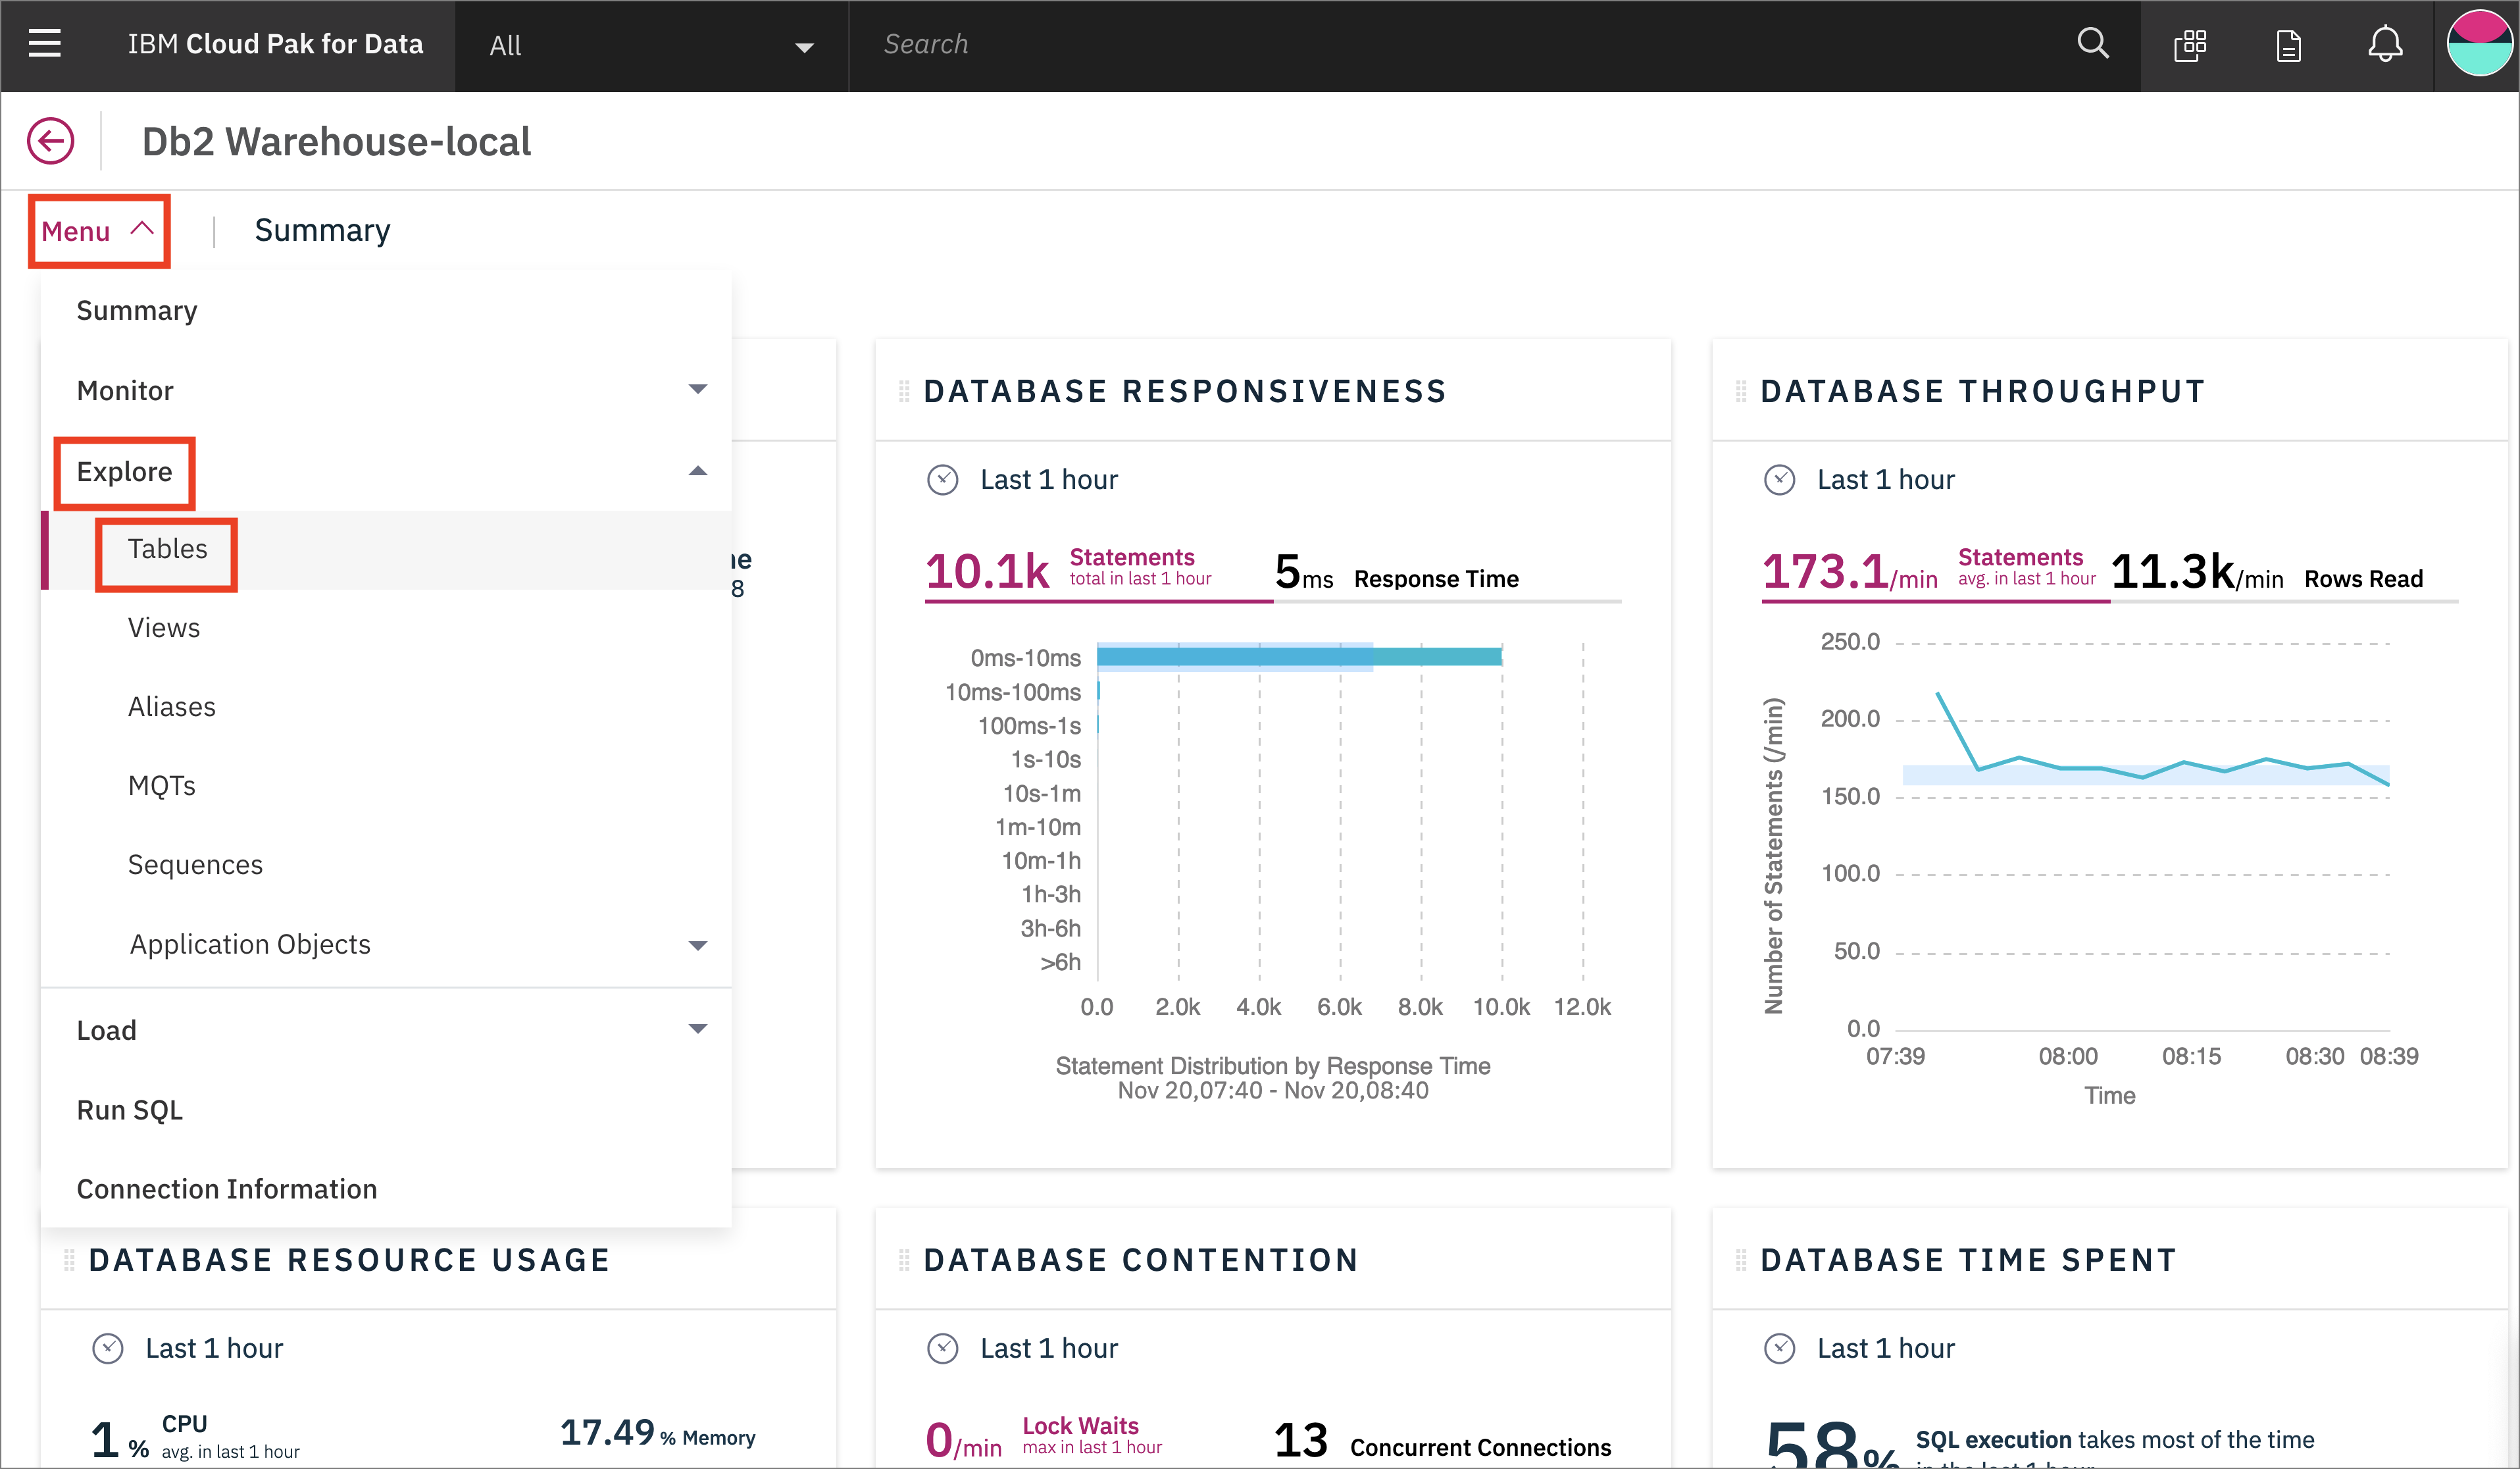 IBM Cloud Pak for Data
All
Search
Db2 Warehouse-local
Menu
Summary
Summary
Monitor
Explore
Tables
Views
Aliases
MQTs
Sequences
Application Objects
Load
Run SQL
Connection Information
8
DATABASE RESPONSIVENESS
Last 1 hour
10.1k Statements total in last 1 hour
5ms Response Time
0ms-10ms
10ms-100ms
100ms-1s
1s-10s
10s-1m
1m-10m
10m-1h
1h-3h
3h-6h
>6h
0.0 2.0k 4.0k 6.0k 8.0k 10.0k 12.0k
Statement Distribution by Response Time
Nov 20,07:40 - Nov 20,08:40
DATABASE THROUGHPUT
Last 1 hour
173.1/min Statements avg. in last 1 hour
11.3k/min Rows Read
Number of Statements (/min)
250.0
200.0
150.0
100.0
50.0
0.0
07:39 08:00 08:15 08:30 08:39
Time
DATABASE RESOURCE USAGE
Last 1 hour
1 % CPU avg. in last 1 hour
17.49 % Memory
DATABASE CONTENTION
Last 1 hour
0/min Lock Waits max in last 1 hour
13 Concurrent Connections
DATABASE TIME SPENT
Last 1 hour
58% SQL execution takes most of the time
in the last 1 hour